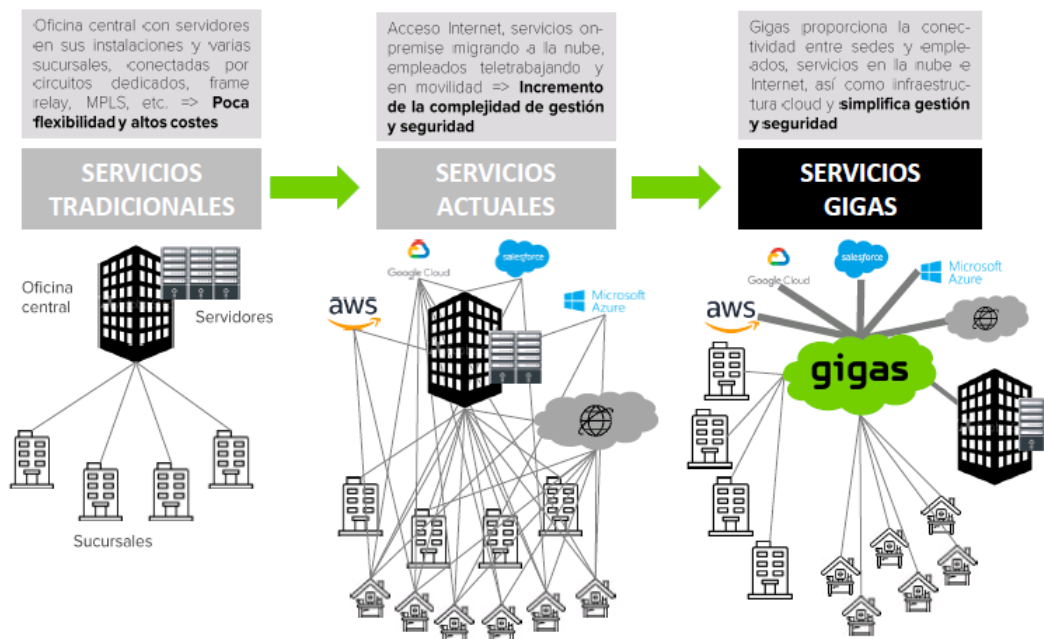 Oficina central con servidores
en sus instalaciones y varias
sucursales, conectadas por
circuitos dedicados, frame
relay, MPLS, etc. => Poca
flexibilidad y altos costes
Acceso Internet, servicios on-
premise migrando a la nube,
empleados teletrabajando y
en movilidad => Incremento
de la complejidad de gestión
y seguridad
Gigas proporciona la conec-
tividad entre sedes y emple-
ados, servicios en la nube e
Internet, así como infraestruc-
tura cloud y simplifica gestión
y seguridad
SERVICIOS
TRADICIONALES
SERVICIOS
ACTUALES
SERVICIOS
GIGAS
Oficina
central
Servidores
Sucursales
Google Cloud
salesforce
aws
Microsoft
Azure
Google Cloud
salesforce
Microsoft
Azure
aws
gigas